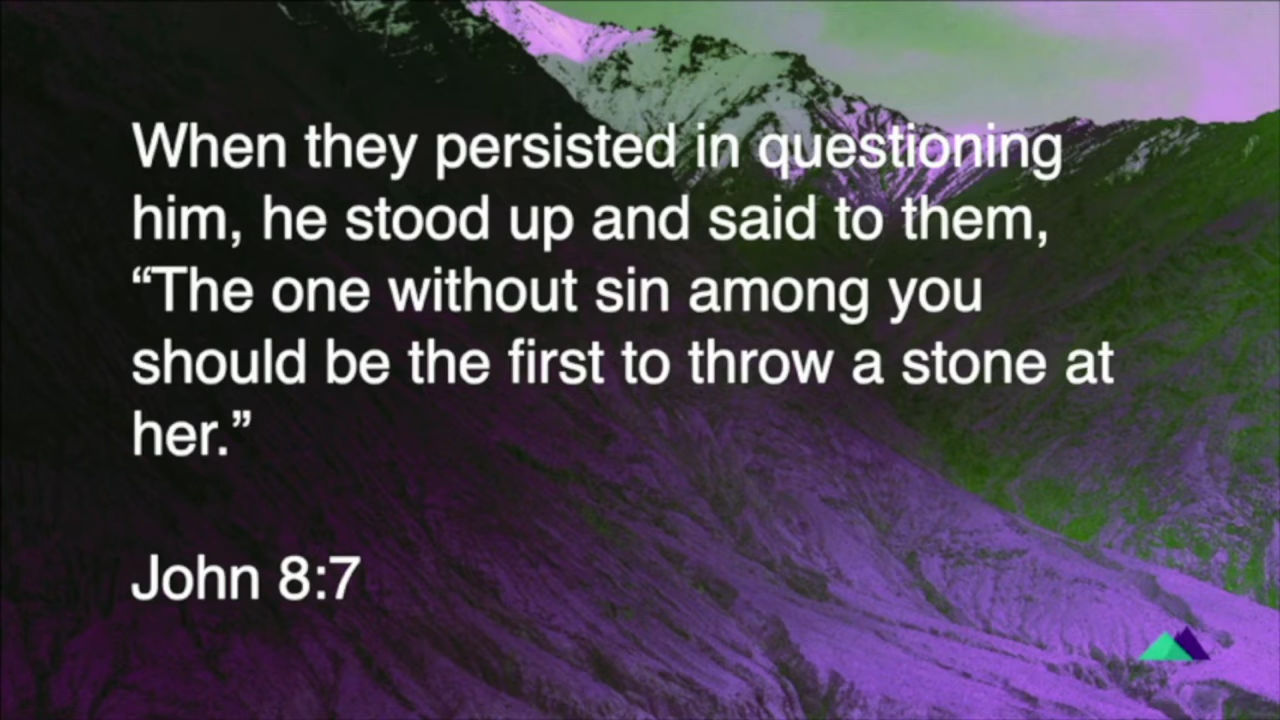 When they persisted in questioning
him, he stood up and said to them,
“The one without sin among you
should be the first to throw a stone at
her.”
John 8:7